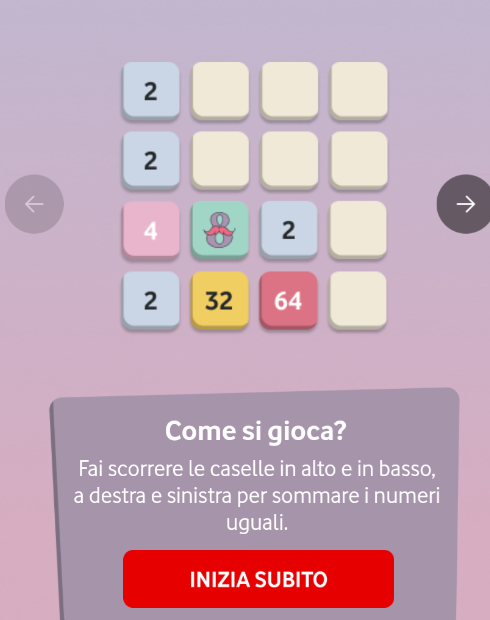 2
2
4 8 2
2 32 64
Come si gioca?
Fai scorrere le caselle in alto e in basso,
a destra e sinistra per sommare i numeri
uguali.
INIZIA SUBITO